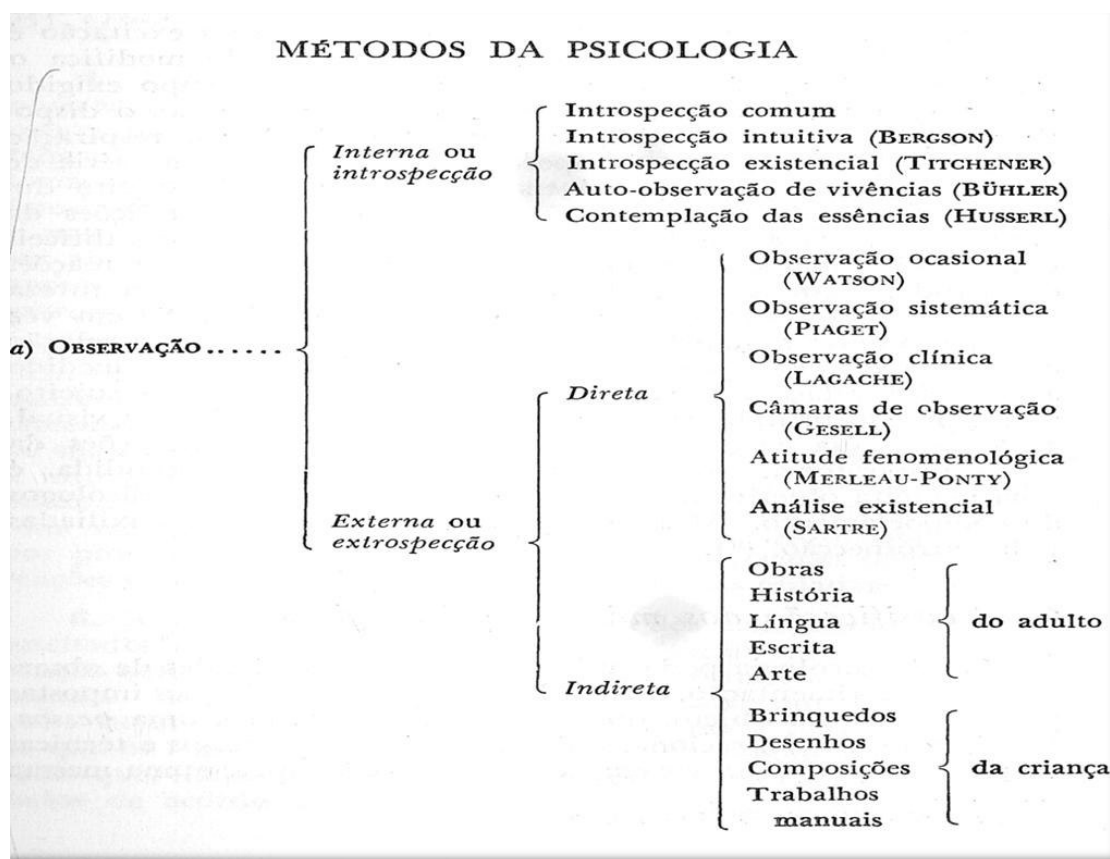 MÉTODOS DA PSICOLOGIA
a) OBSERVAÇÃO......
Interna ou
introspecção
Introspecção comum
Introspecção intuitiva (BERGSON)
Introspecção existencial (TITCHENER)
Auto-observação de vivências (BÜHLER)
Contemplação das essências (HUSSERL)
Externa ou
extrospecção
Direta
Observação ocasional
(WATSON)
Observação sistemática
(PIAGET)
Observação clínica
(LAGACHE)
Câmaras de observação
(GESELL)
Atitude fenomenológica
(MERLEAU-PONTY)
Análise existencial
(SARTRE)
Indireta
Obras
História
Língua
Escrita
Arte
do adulto
Brinquedos
Desenhos
Composições
Trabalhos
manuais
da criança